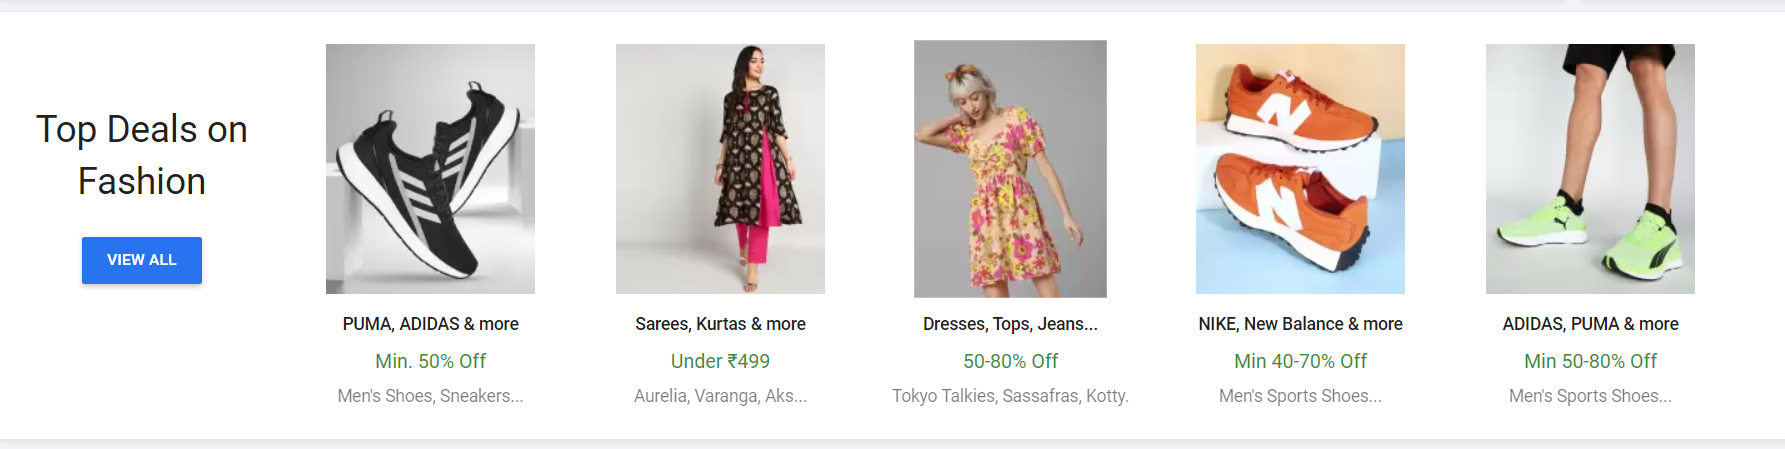 Top Deals on
Fashion
VIEW ALL
PUMA, ADIDAS & more
Min. 50% Off
Men's Shoes, Sneakers...
Sarees, Kurtas & more
Under ₹499
Aurelia, Varanga, Aks...
Dresses, Tops, Jeans...
50-80% Off
Tokyo Talkies, Sassafras, Kotty.
N
N
NIKE, New Balance & more
Min 40-70% Off
Men's Sports Shoes...
ADIDAS, PUMA & more
Min 50-80% Off
Men's Sports Shoes...